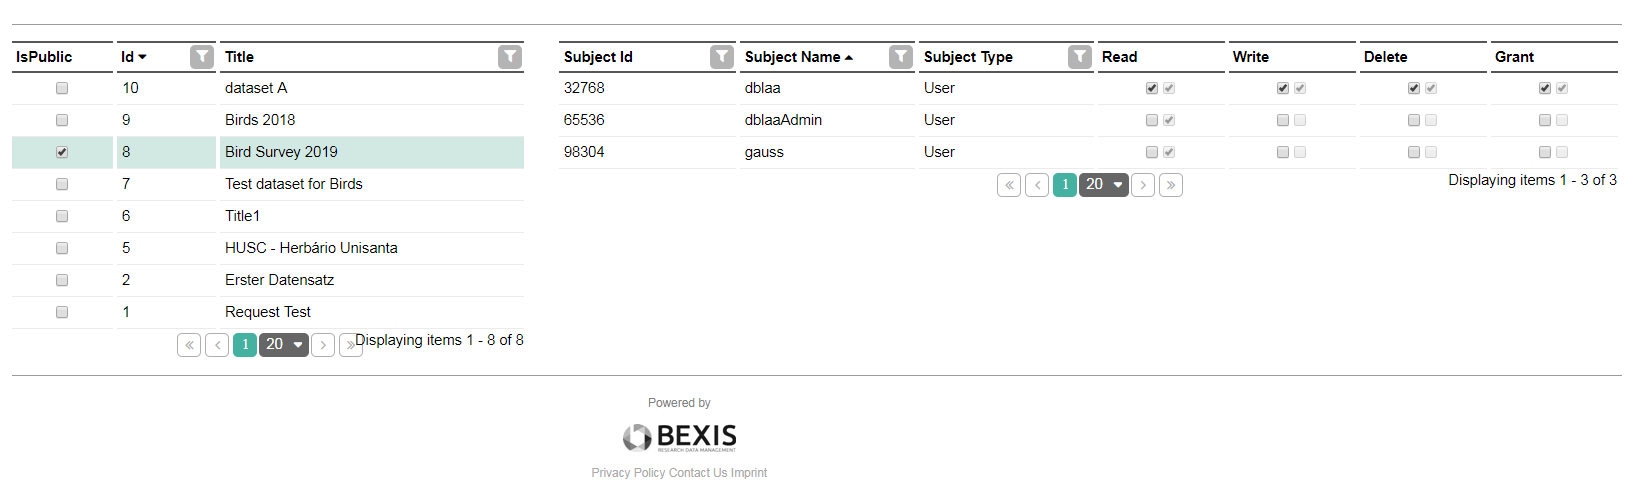 IsPublic Id Title
10 dataset A
9 Birds 2018
8 Bird Survey 2019
7 Test dataset for Birds
6 Title1
5 HUSC - Herbário Unisanta
2 Erster Datensatz
1 Request Test
« ‹ 1 20 › » Displaying items 1 - 8 of 8
Subject Id Subject Name Subject Type Read Write Delete Grant
32768 dblaa User
65536 dblaaAdmin User
98304 gauss User
« ‹ 1 20 › » Displaying items 1 - 3 of 3
Powered by
BEXIS
RESEARCH DATA MANAGEMENT
Privacy Policy Contact Us Imprint